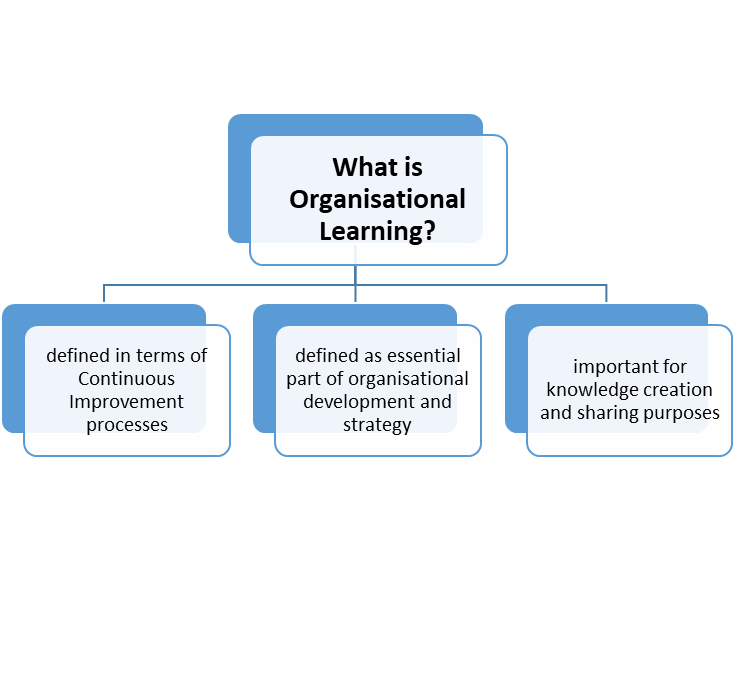 What is
Organisational
Learning?
defined in terms of
Continuous
Improvement
processes
defined as essential
part of organisational
development and
strategy
important for
knowledge creation
and sharing purposes